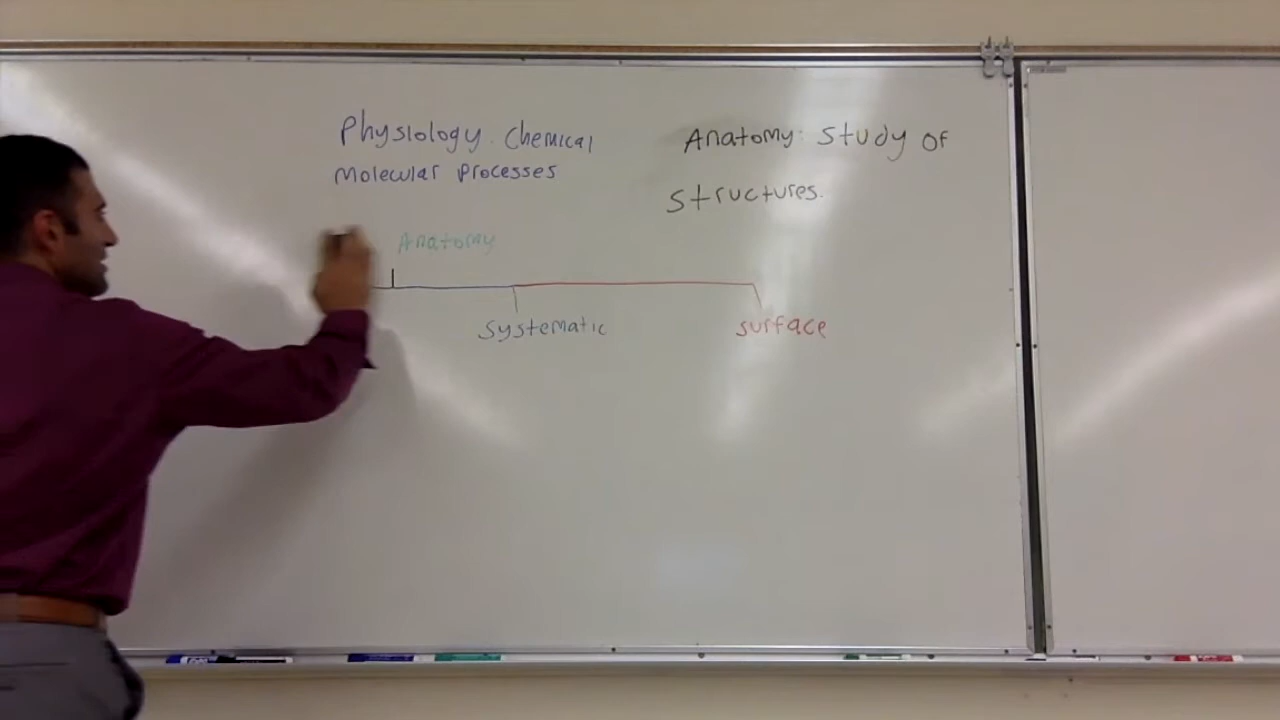 Physiology. Chemical
Molecular Processes
Anatomy: Study of
structures.
Anatomy
Systematic
surface